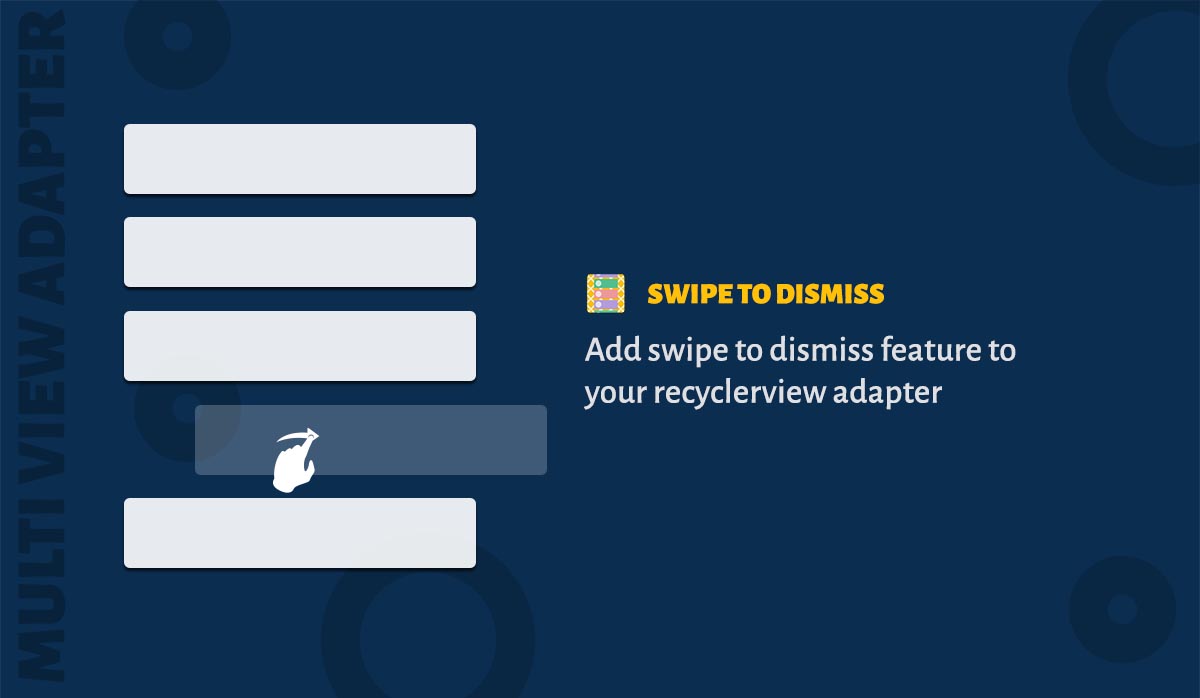 MULTI VIEW ADAPTER
SWIPE TO DISMISS
Add swipe to dismiss feature to
your recyclerview adapter